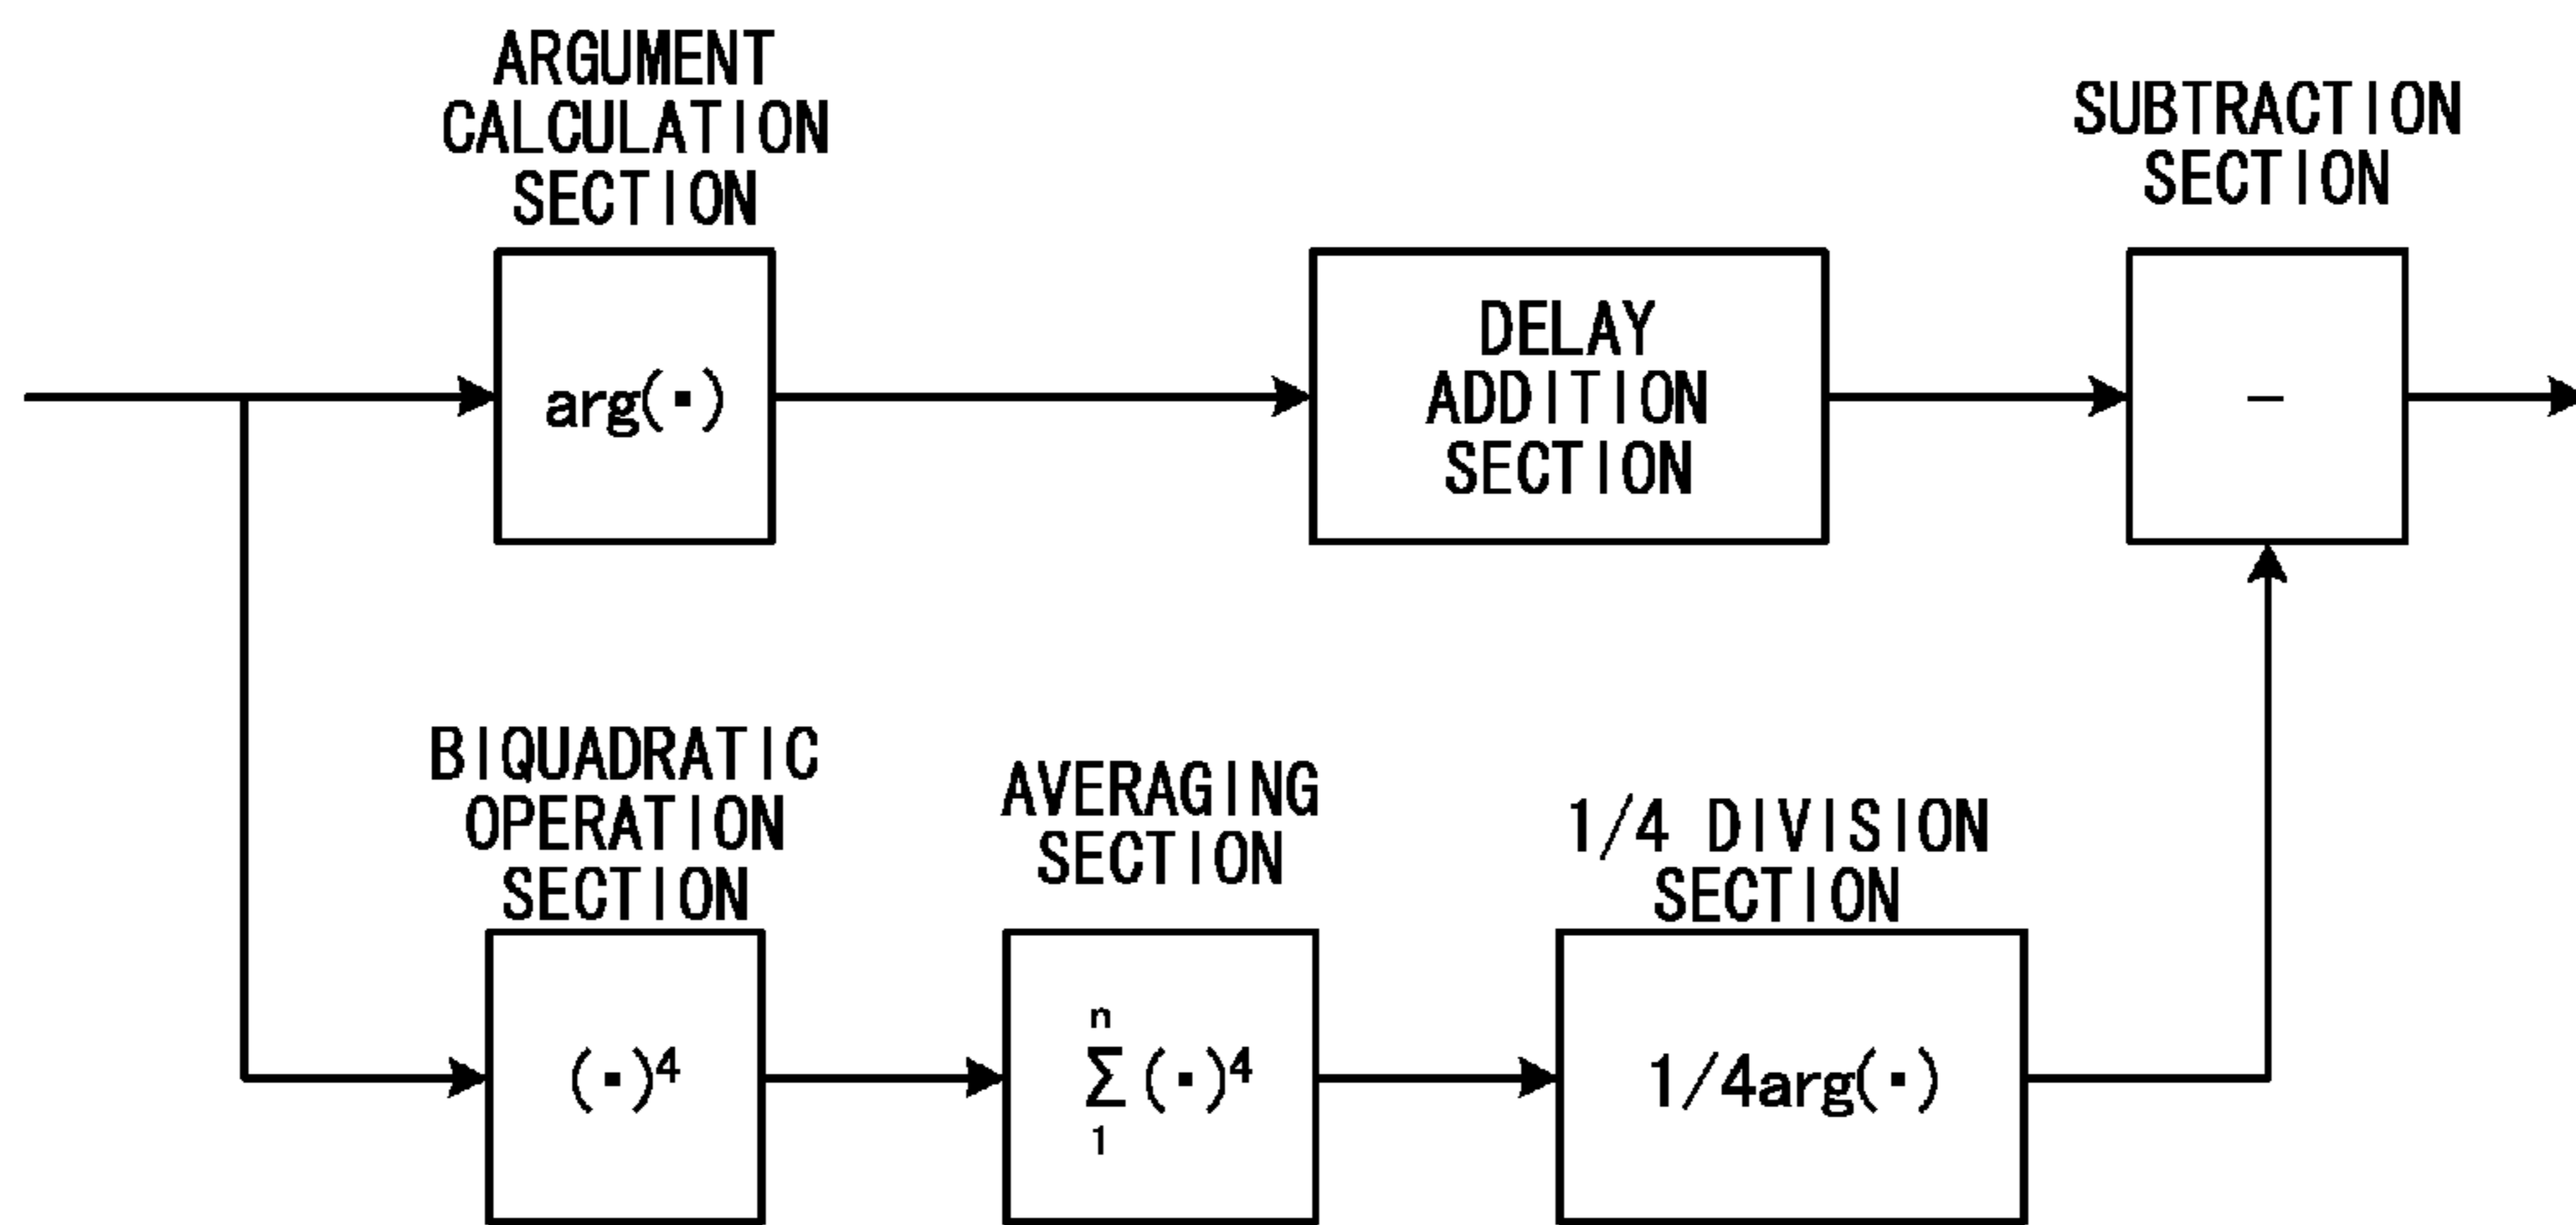 ARGUMENT
CALCULATION
SECTION
arg(▪)
DELAY
ADDITION
SECTION
SUBTRACTION
SECTION
−
BIQUADRATIC
OPERATION
SECTION
(▪)⁴
AVERAGING
SECTION
n
Σ(▪)⁴
1
1/4 DIVISION
SECTION
1/4arg(▪)